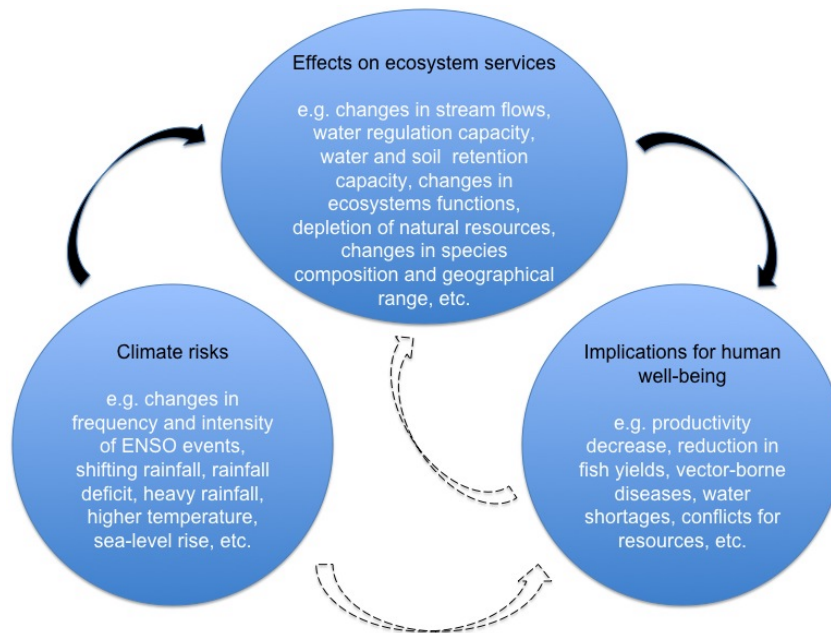 Effects on ecosystem services
e.g. changes in stream flows,
water regulation capacity,
water and soil retention
capacity, changes in
ecosystems functions,
depletion of natural resources,
changes in species
composition and geographical
range, etc.
Climate risks
e.g. changes in
frequency and intensity
of ENSO events,
shifting rainfall, rainfall
deficit, heavy rainfall,
higher temperature,
sea-level rise, etc.
Implications for human
well-being
e.g. productivity
decrease, reduction in
fish yields, vector-borne
diseases, water
shortages, conflicts for
resources, etc.